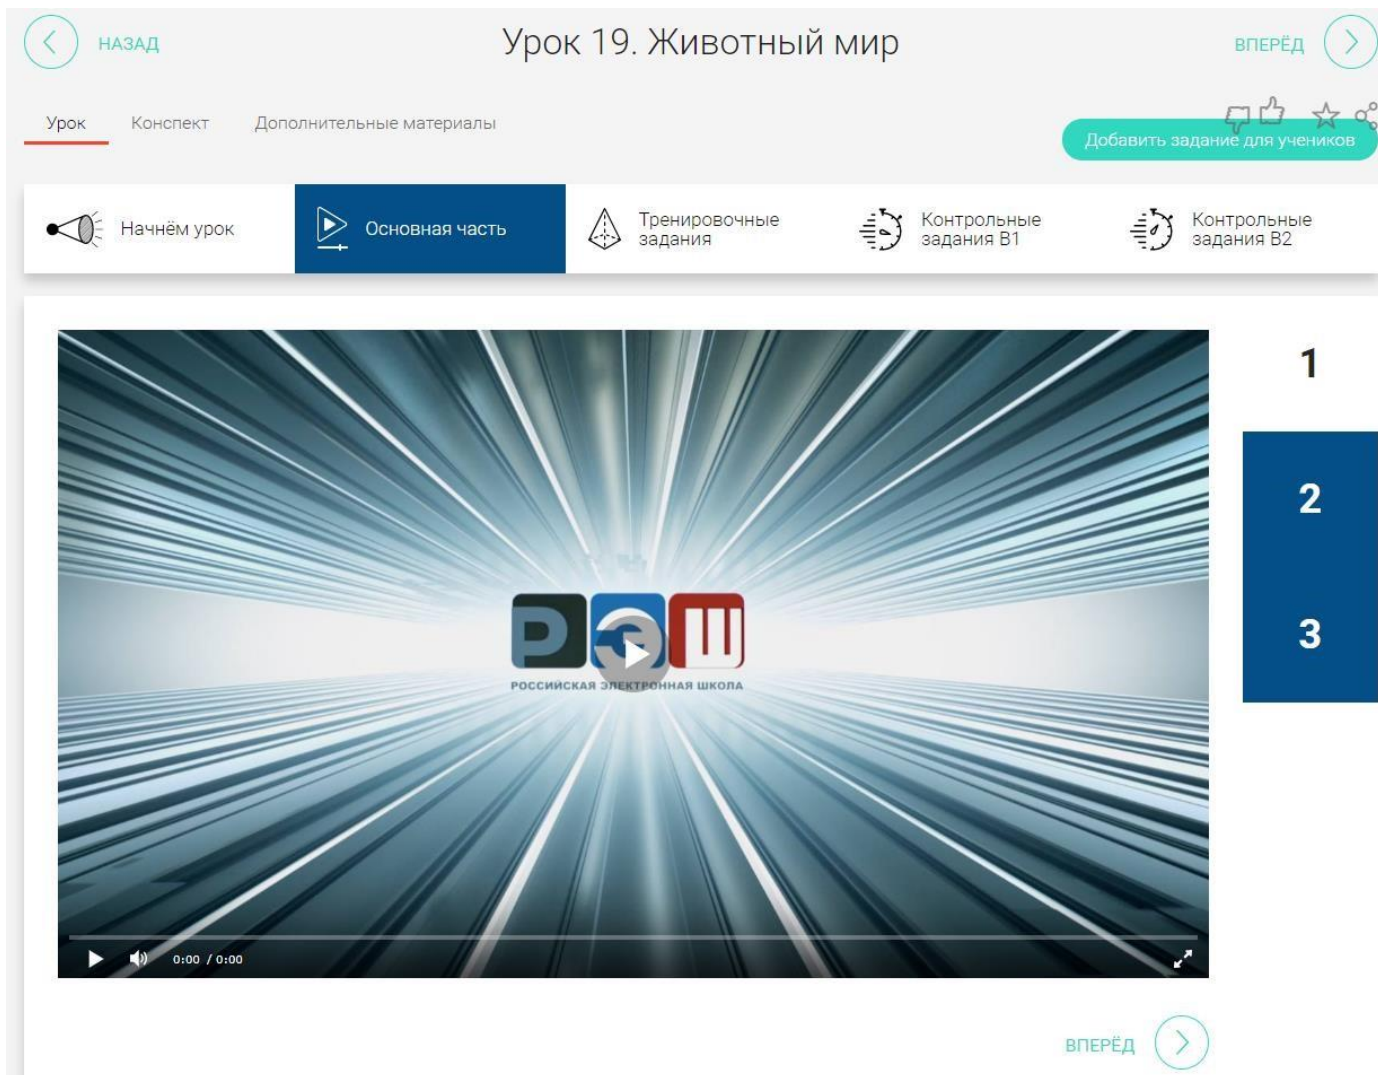 НАЗАД
Урок 19. Животный мир
ВПЕРЁД
Урок
Конспект
Дополнительные материалы
Добавить задание для учеников
Начнём урок
Основная часть
Тренировочные
задания
Контрольные
задания В1
Контрольные
задания В2
1
2
3
РЭШ
РОССИЙСКАЯ ЭЛЕКТРОННАЯ ШКОЛА
0:00 / 0:00
ВПЕРЁД